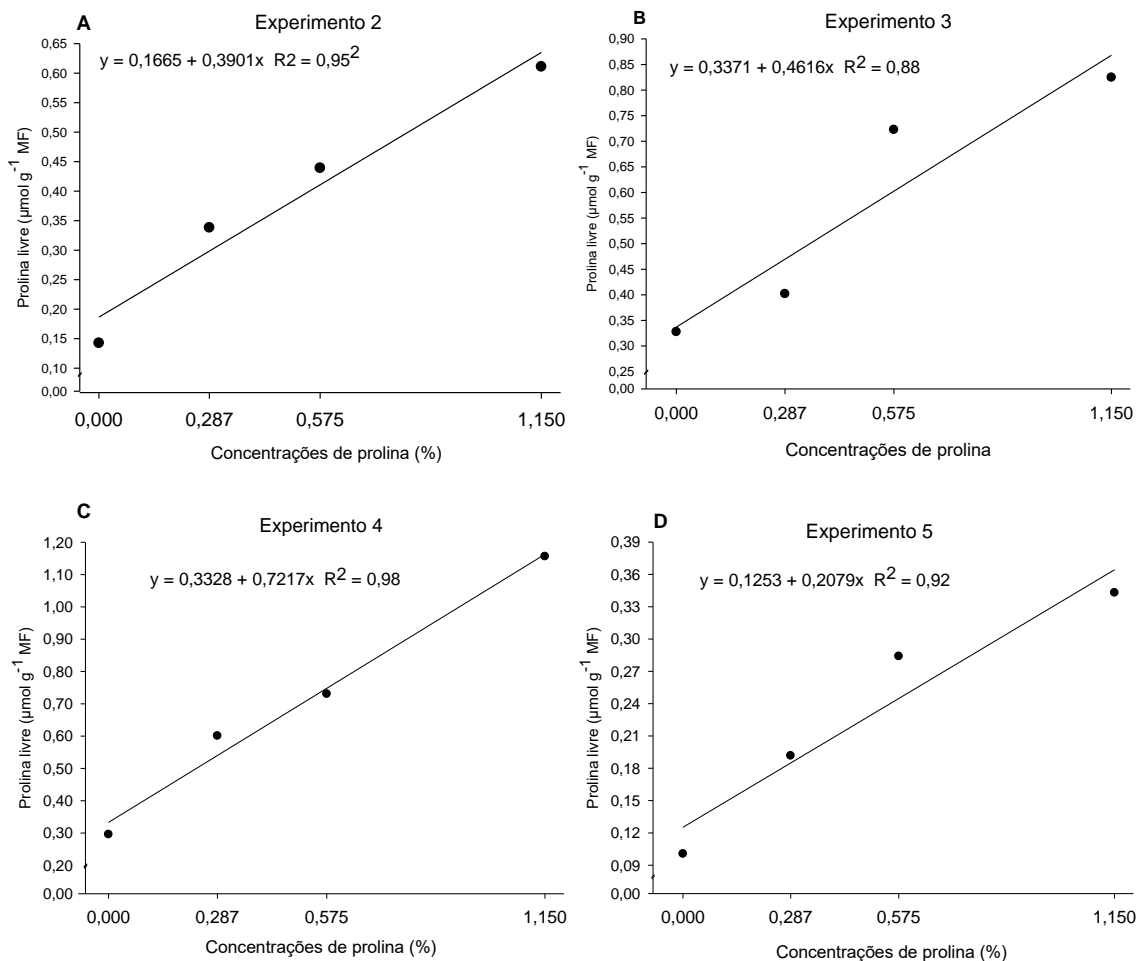 A
Experimento 2
y = 0,1665 + 0,3901x R2 = 0,95²
Prolina livre (µmol g⁻¹ MF)
0,65
0,60
0,55
0,50
0,45
0,40
0,35
0,30
0,25
0,20
0,15
0,10
0,00
0,000 0,287 0,575 1,150
Concentrações de prolina (%)
B
Experimento 3
y = 0,3371 + 0,4616x R² = 0,88
Prolina livre (µmol g⁻¹ MF)
0,90
0,85
0,80
0,75
0,70
0,65
0,60
0,55
0,50
0,45
0,40
0,35
0,30
0,25
0,00
0,000 0,287 0,575 1,150
Concentrações de prolina
C
Experimento 4
y = 0,3328 + 0,7217x R² = 0,98
Prolina livre (µmol g⁻¹ MF)
1,20
1,10
1,00
0,90
0,80
0,70
0,60
0,50
0,40
0,30
0,20
0,00
0,000 0,287 0,575 1,150
Concentrações de prolina (%)
D
Experimento 5
y = 0,1253 + 0,2079x R² = 0,92
Prolina livre (µmol g⁻¹ MF)
0,39
0,36
0,33
0,30
0,27
0,24
0,21
0,18
0,15
0,12
0,09
0,00
0,000 0,287 0,575 1,150
Concentrações de prolina (%)